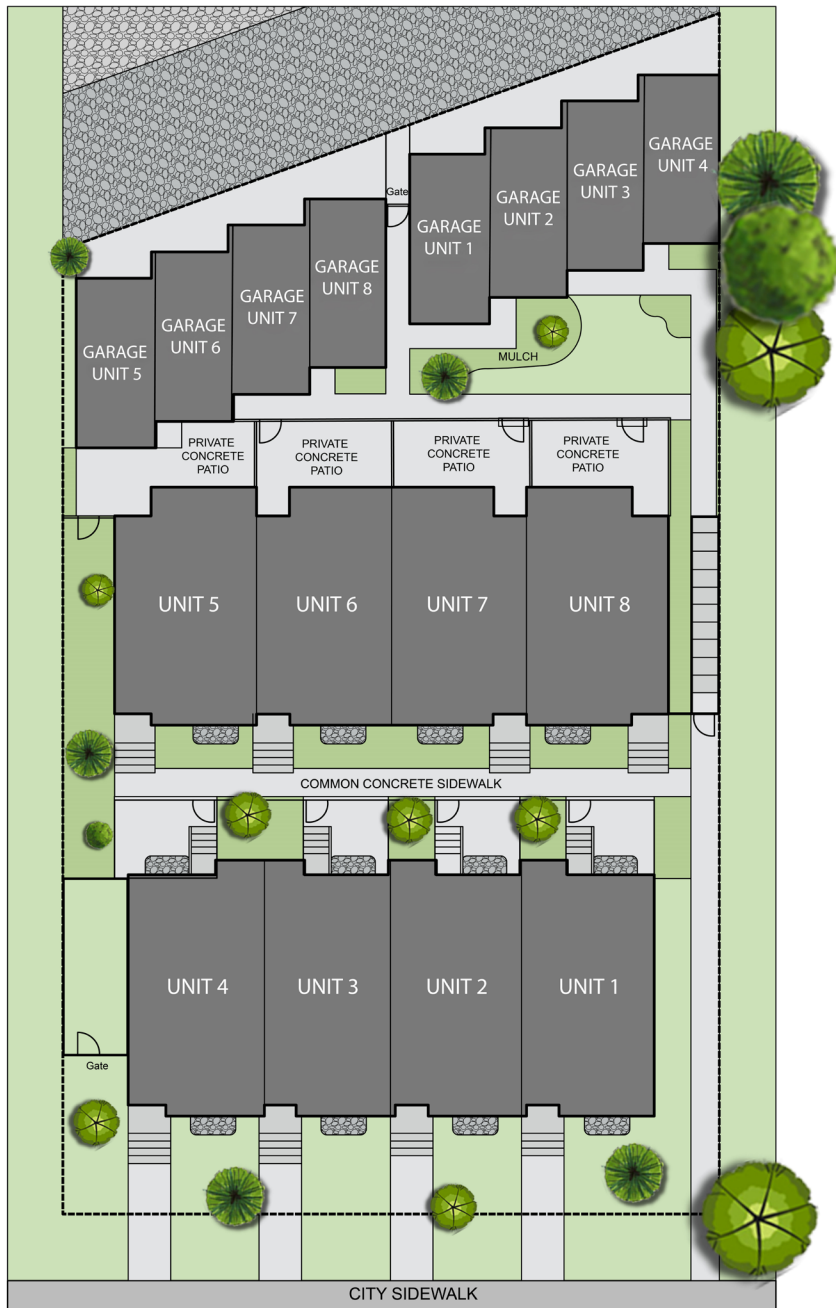 GARAGE
UNIT 4
GARAGE
UNIT 3
GARAGE
UNIT 2
Gate
GARAGE
UNIT 1
GARAGE
UNIT 8
GARAGE
UNIT 7
GARAGE
UNIT 6
GARAGE
UNIT 5
MULCH
PRIVATE
CONCRETE
PATIO
PRIVATE
CONCRETE
PATIO
PRIVATE
CONCRETE
PATIO
PRIVATE
CONCRETE
PATIO
UNIT 5
UNIT 6
UNIT 7
UNIT 8
COMMON CONCRETE SIDEWALK
UNIT 4
UNIT 3
UNIT 2
UNIT 1
Gate
CITY SIDEWALK